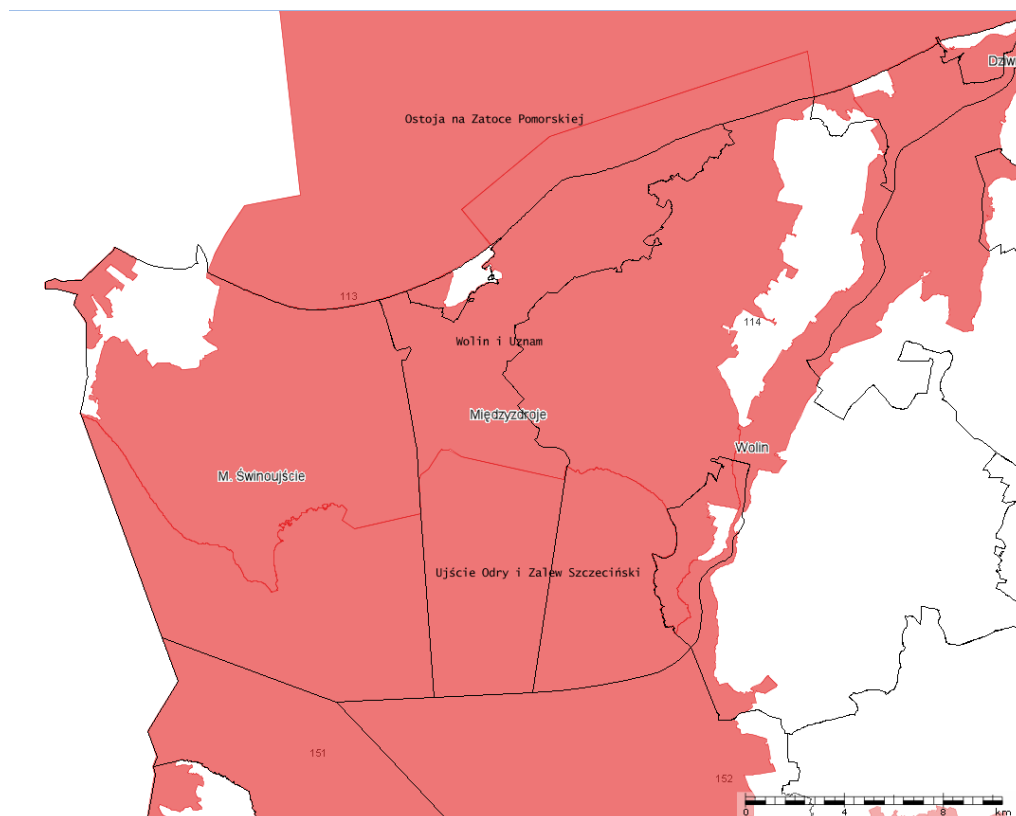 Dziw
Ostoja na Zatoce Pomorskiej
113
114
Wolin i Uznam
Międzyzdroje
Wolin
M. Świnoujście
Ujście Odry i Zalew Szczeciński
151
152
0 4 8 km